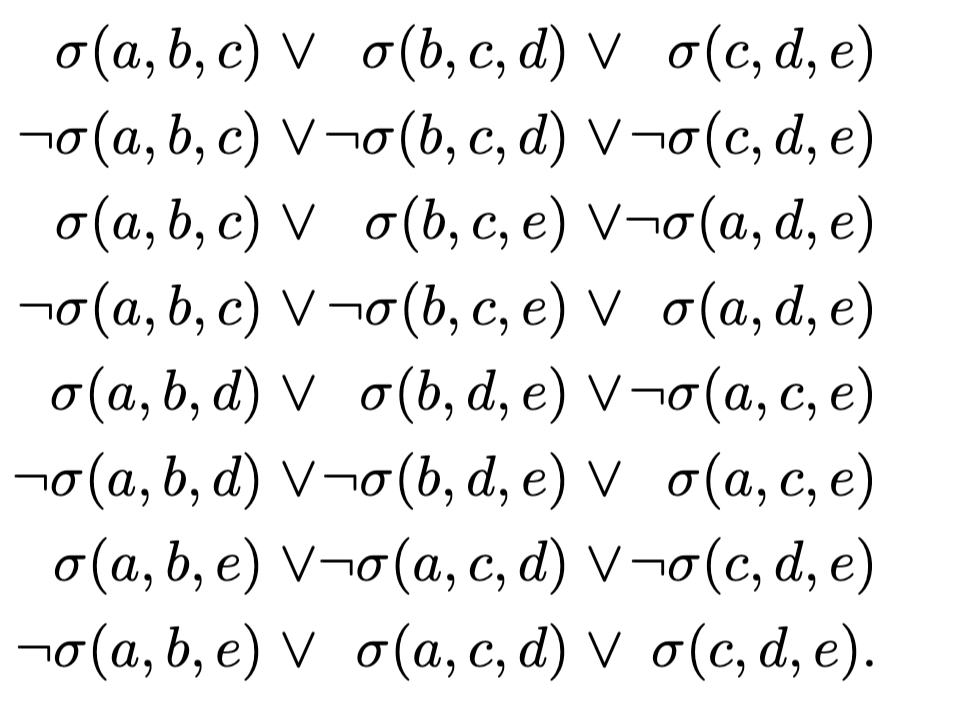 σ(a, b, c) ∨ σ(b, c, d) ∨ σ(c, d, e)
¬σ(a, b, c) ∨ ¬σ(b, c, d) ∨ ¬σ(c, d, e)
σ(a, b, c) ∨ σ(b, c, e) ∨ ¬σ(a, d, e)
¬σ(a, b, c) ∨ ¬σ(b, c, e) ∨ σ(a, d, e)
σ(a, b, d) ∨ σ(b, d, e) ∨ ¬σ(a, c, e)
¬σ(a, b, d) ∨ ¬σ(b, d, e) ∨ σ(a, c, e)
σ(a, b, e) ∨ ¬σ(a, c, d) ∨ ¬σ(c, d, e)
¬σ(a, b, e) ∨ σ(a, c, d) ∨ σ(c, d, e).